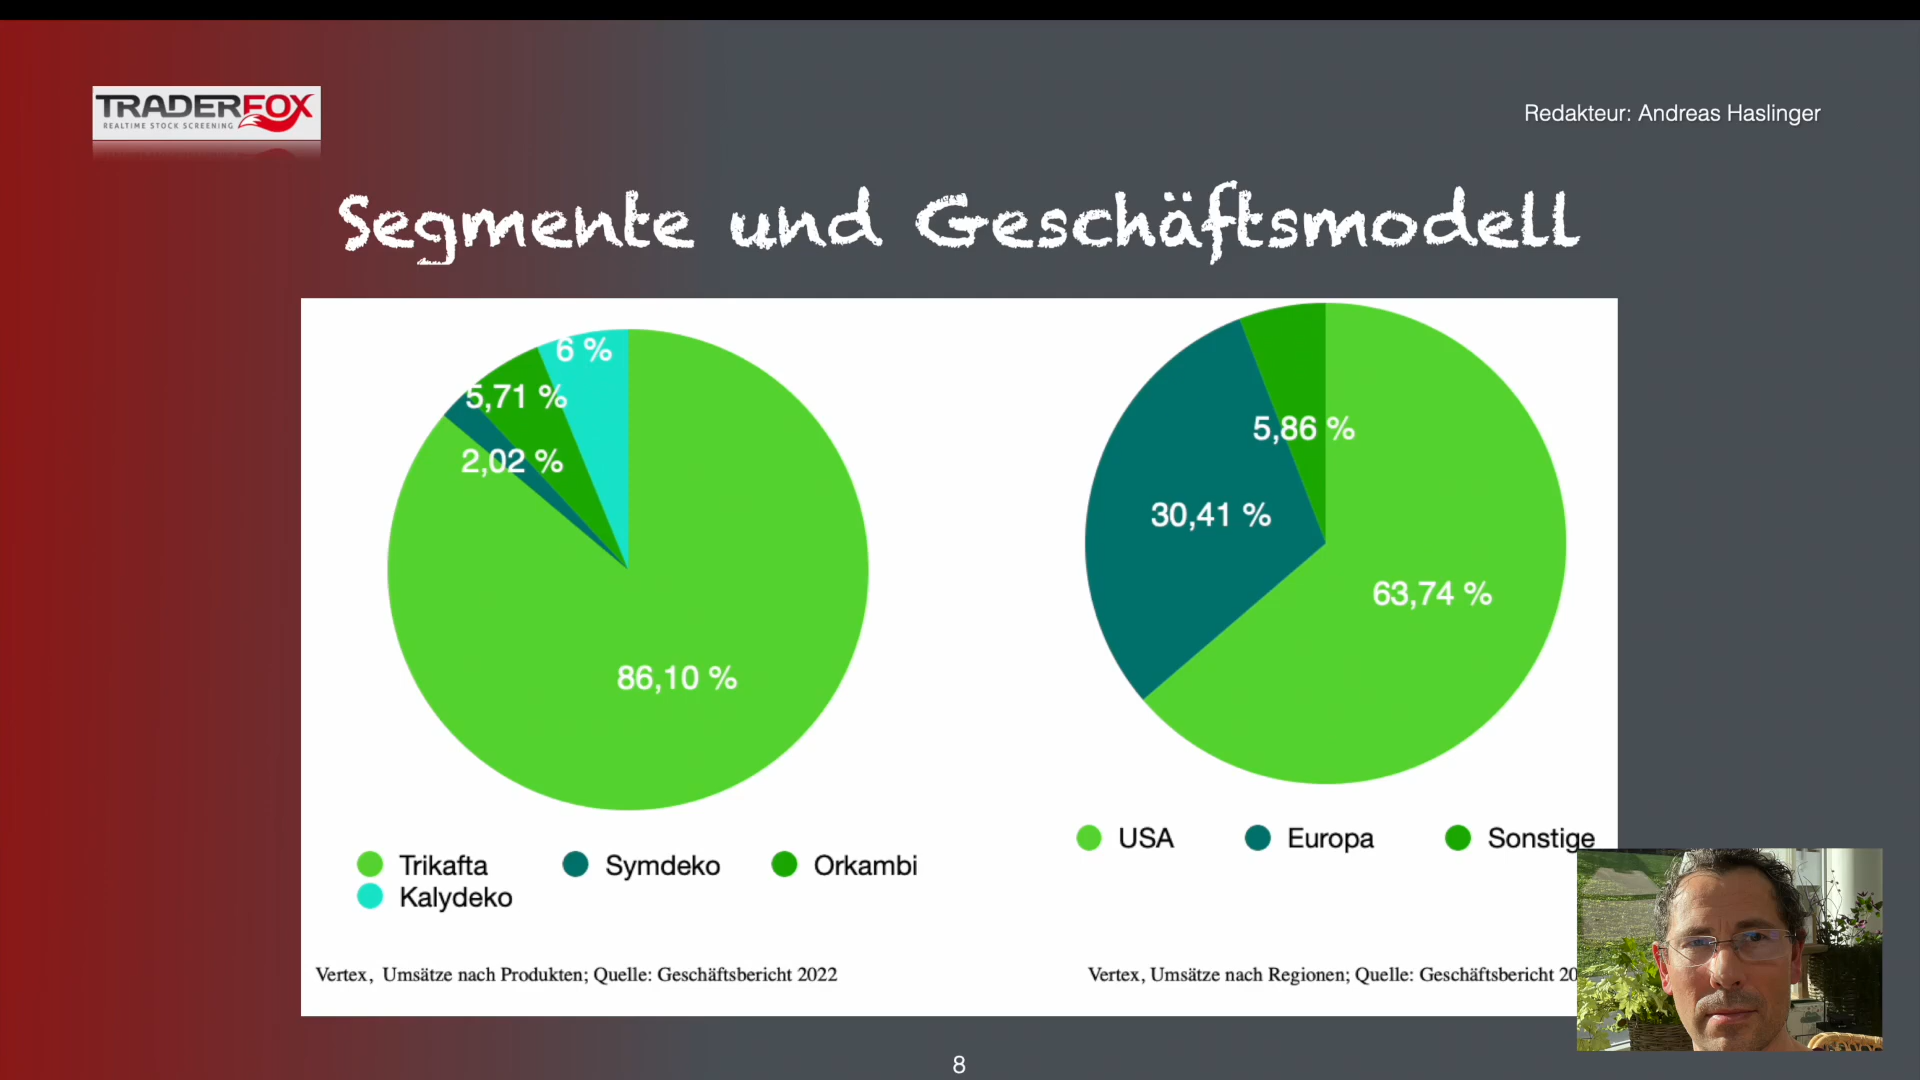 TRADERFOX
REALTIME STOCK SCREENING
Redakteur: Andreas Haslinger
Segmente und Geschäftsmodell
6 %
5,71 %
2,02 %
86,10 %
5,86 %
30,41 %
63,74 %
Trikafta Symdeko Orkambi
Kalydeko
USA Europa Sonstige
Vertex, Umsätze nach Produkten; Quelle: Geschäftsbericht 2022
Vertex, Umsätze nach Regionen; Quelle: Geschäftsbericht 20
8